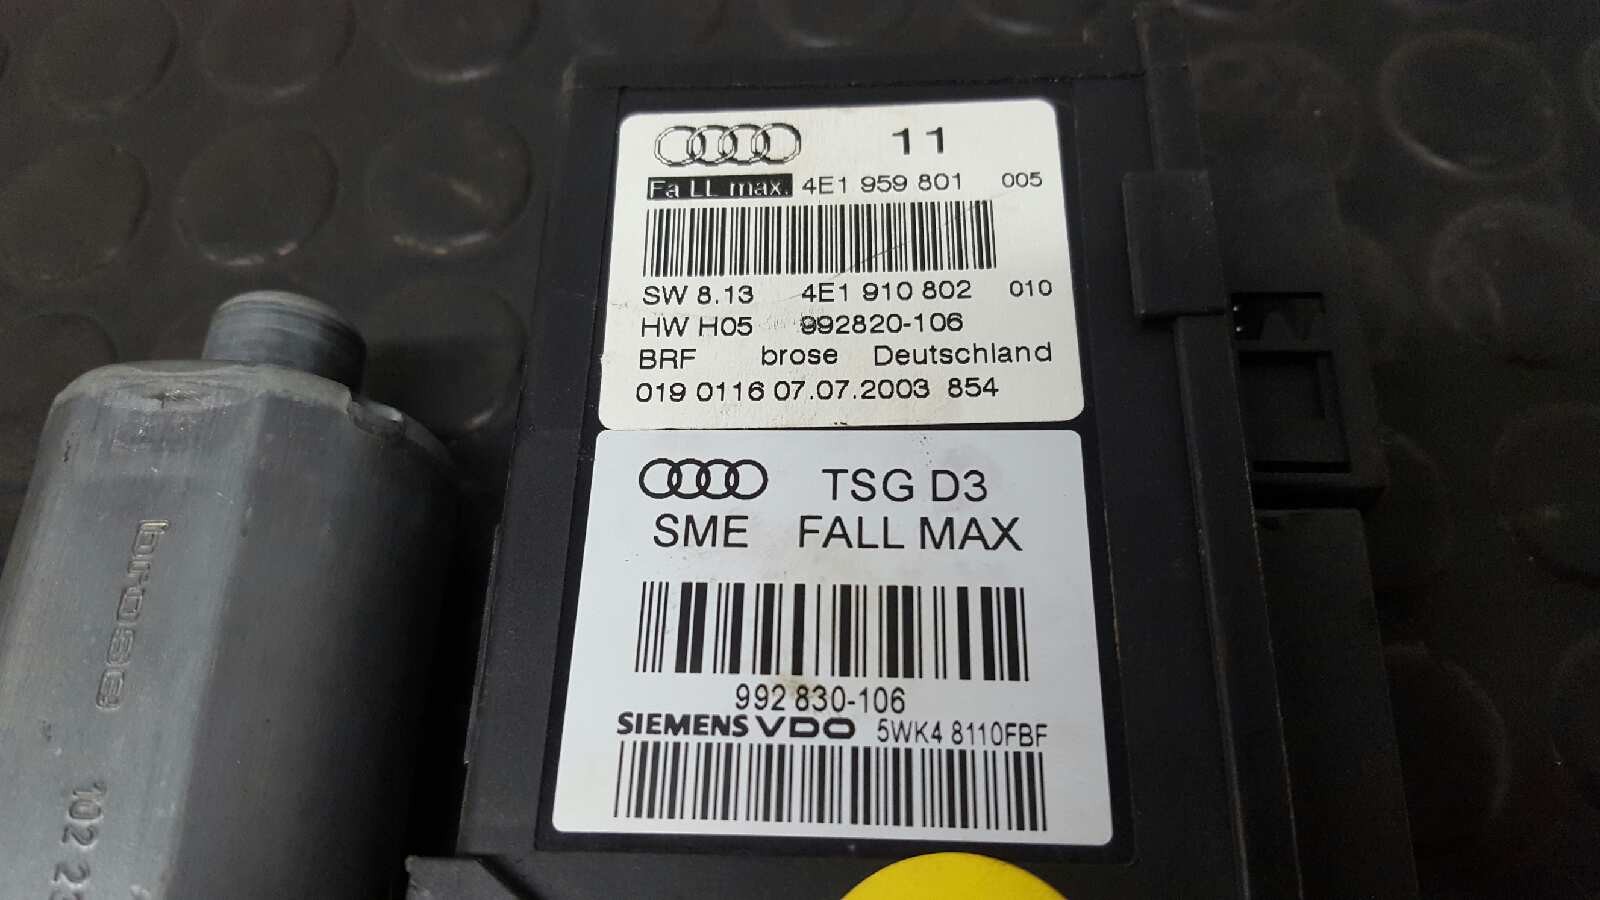 11
Fa LL max. 4E1 959 801 005
SW 8.13 4E1 910 802 010
HW H05 992820-106
BRF brose Deutschland
019 0116 07.07.2003 854
TSG D3
SME FALL MAX
992 830-106
SIEMENS VDO 5WK4 8110FBF
brose
102 2